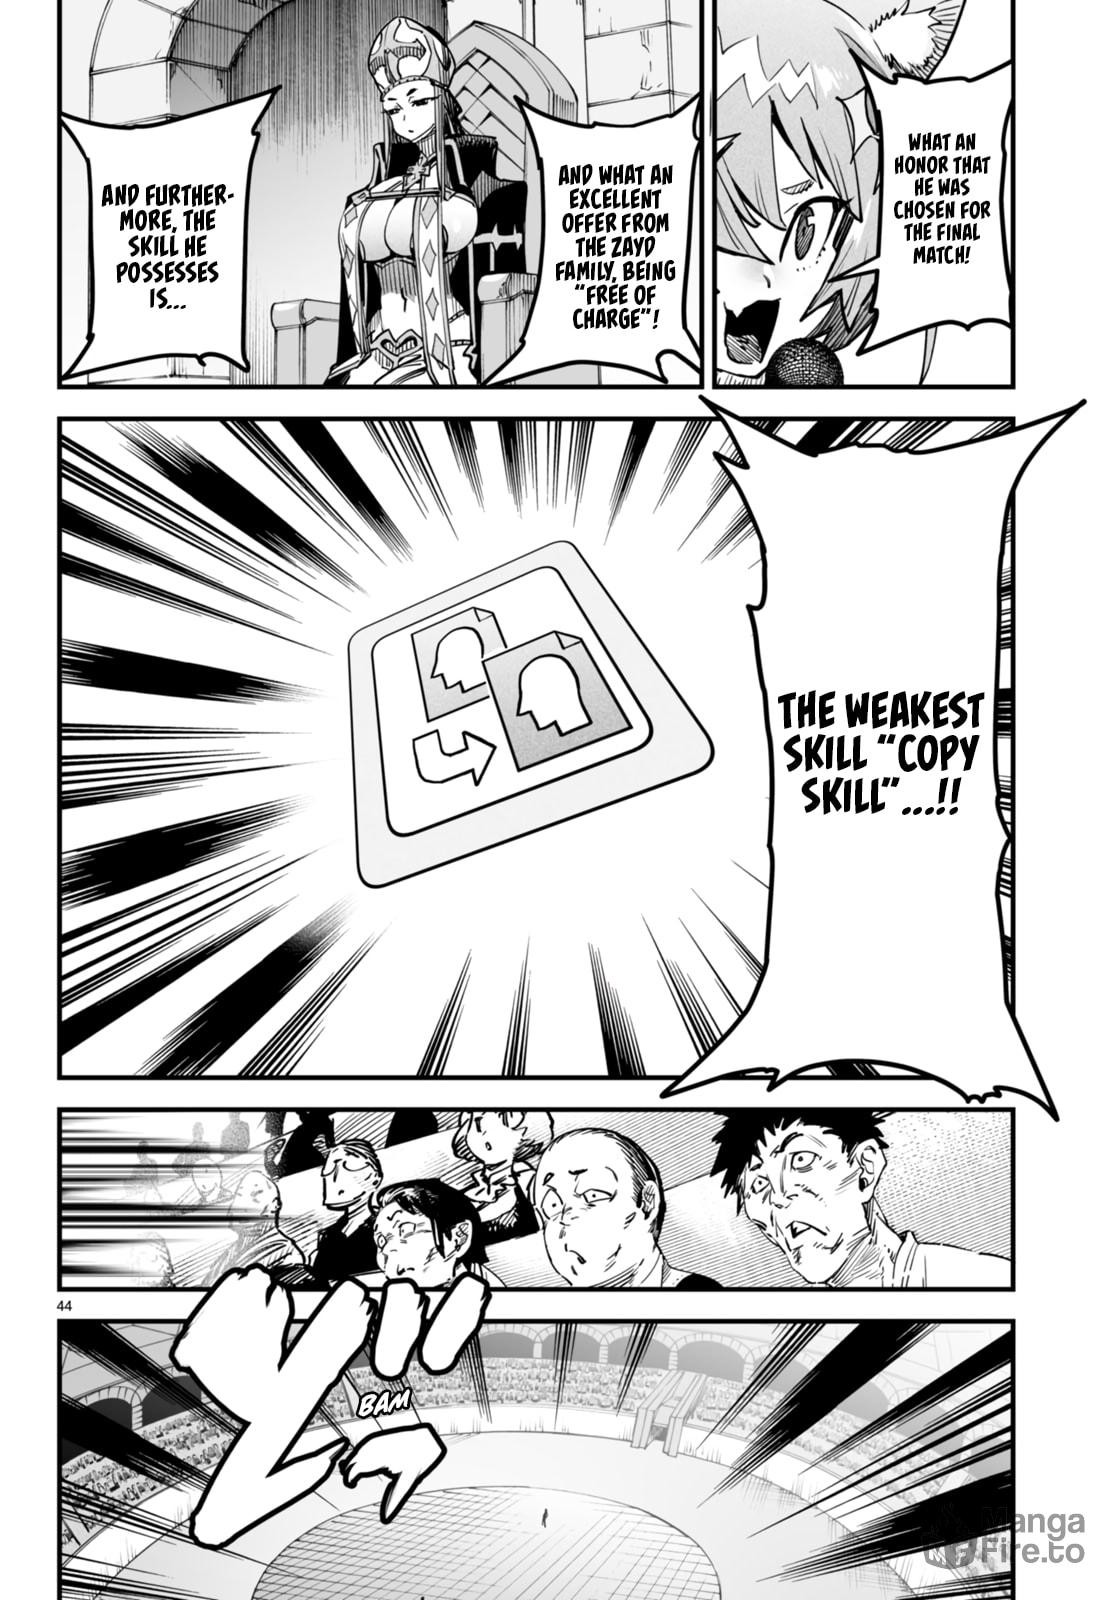 WHAT AN
HONOR THAT
HE WAS
CHOSEN FOR
THE FINAL
MATCH!
AND WHAT AN
EXCELLENT
OFFER FROM
THE ZAYD
FAMILY, BEING
"FREE OF
CHARGE"!
AND FURTHER-
MORE, THE
SKILL HE
POSSESSES
IS...
THE WEAKEST
SKILL "COPY
SKILL"...!!
44
BAM
Manga
Fire.to